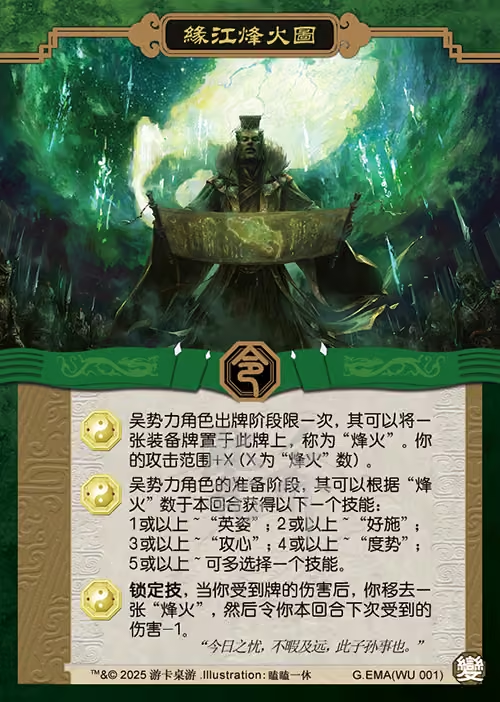 緣江烽火圖
令
吴势力角色出牌阶段限一次，其可以将一
张装备牌置于此牌上，称为“烽火”。你
的攻击范围+X（X为“烽火”数）。
吴势力角色的准备阶段，其可以根据“烽
火”数于本回合获得以下一个技能：
1或以上~“英姿”；2或以上~“好施”；
3或以上~“攻心”；4或以上~“度势”；
5或以上~可多选择一个技能。
锁定技，当你受到牌的伤害后，你移去一
张“烽火”，然后令你本回合下次受到的
伤害-1。
“今日之忧，不暇及远，此子孙事也。”
™&© 2025 游卡桌游 .Illustration: 瞌瞌一休
G.EMA(WU 001)
變